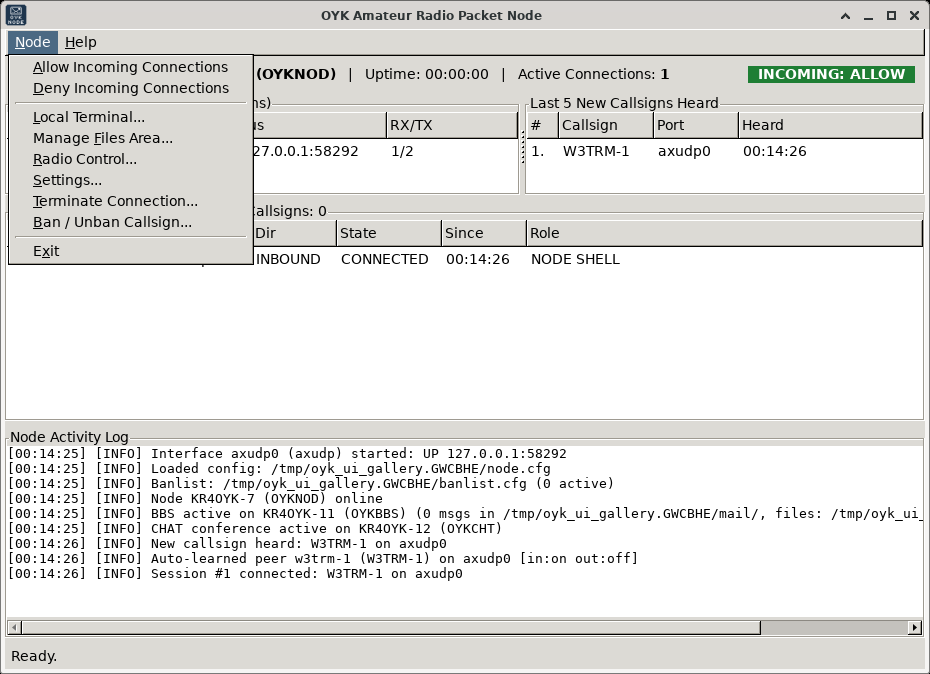 OYK Amateur Radio Packet Node
Node Help
Allow Incoming Connections
Deny Incoming Connections
Local Terminal...
Manage Files Area...
Radio Control...
Settings...
Terminate Connection...
Ban / Unban Callsign...
Exit
(OYKNOD) | Uptime: 00:00:00 | Active Connections: 1 INCOMING: ALLOW
Last 5 New Callsigns Heard
RX/TX
# Callsign Port Heard
27.0.0.1:58292 1/2
1. W3TRM-1 axudp0 00:14:26
Callsigns: 0
Dir State Since Role
INBOUND CONNECTED 00:14:26 NODE SHELL
Node Activity Log
[00:14:25] [INFO] Interface axudp0 (axudp) started: UP 127.0.0.1:58292
[00:14:25] [INFO] Loaded config: /tmp/oyk_ui_gallery.GWCBHE/node.cfg
[00:14:25] [INFO] Banlist: /tmp/oyk_ui_gallery.GWCBHE/banlist.cfg (0 active)
[00:14:25] [INFO] Node KR4OYK-7 (OYKNOD) online
[00:14:25] [INFO] BBS active on KR4OYK-11 (OYKBBS) (0 msgs in /tmp/oyk_ui_gallery.GWCBHE/mail/, files: /tmp/oyk_ui_
[00:14:25] [INFO] CHAT conference active on KR4OYK-12 (OYKCHT)
[00:14:26] [INFO] New callsign heard: W3TRM-1 on axudp0
[00:14:26] [INFO] Auto-learned peer w3trm-1 (W3TRM-1) on axudp0 [in:on out:off]
[00:14:26] [INFO] Session #1 connected: W3TRM-1 on axudp0
Ready.